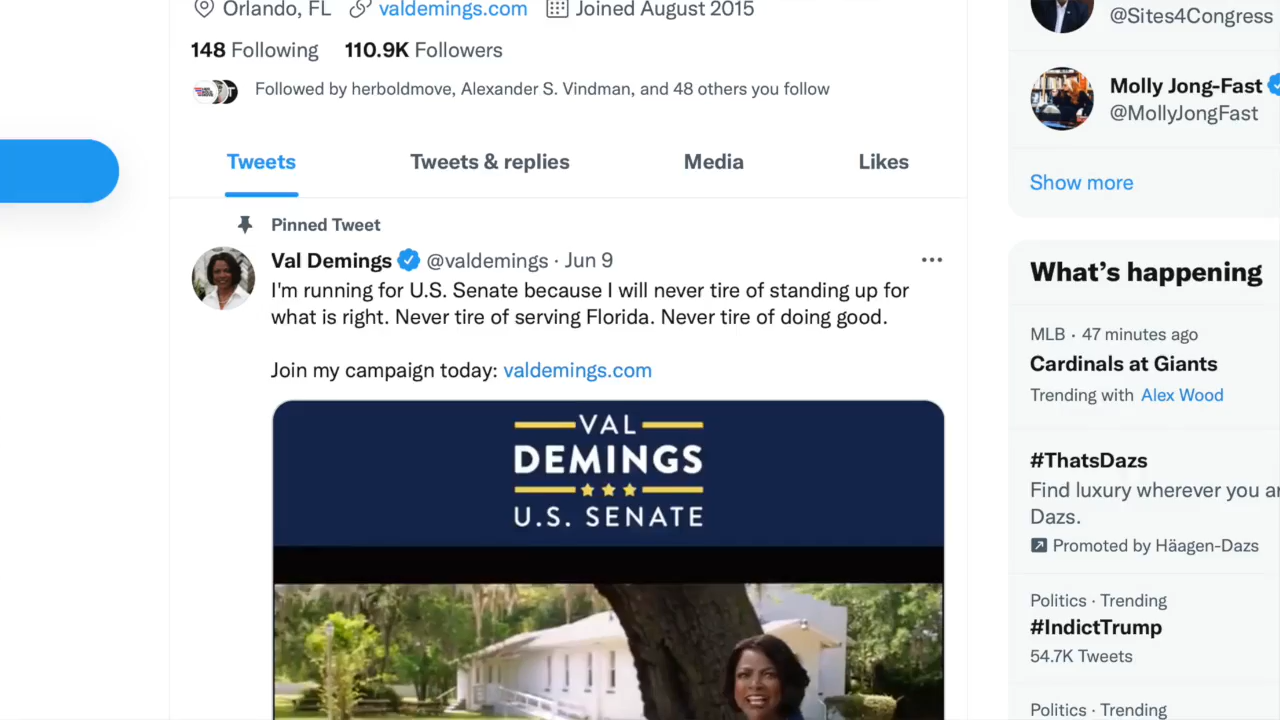 Orlando, FL valdemings.com Joined August 2015
148 Following 110.9K Followers
Followed by herboldmove, Alexander S. Vindman, and 48 others you follow
Tweets Tweets & replies Media Likes
Pinned Tweet
Val Demings @valdemings · Jun 9
I'm running for U.S. Senate because I will never tire of standing up for
what is right. Never tire of serving Florida. Never tire of doing good.
Join my campaign today: valdemings.com
VAL
DEMINGS
U.S. SENATE
@Sites4Congress
Molly Jong-Fast
@MollyJongFast
Show more
What's happening
MLB · 47 minutes ago
Cardinals at Giants
Trending with Alex Wood
#ThatsDazs
Find luxury wherever you ar
Dazs.
Promoted by Häagen-Dazs
Politics · Trending
#IndictTrump
54.7K Tweets
Politics · Trending